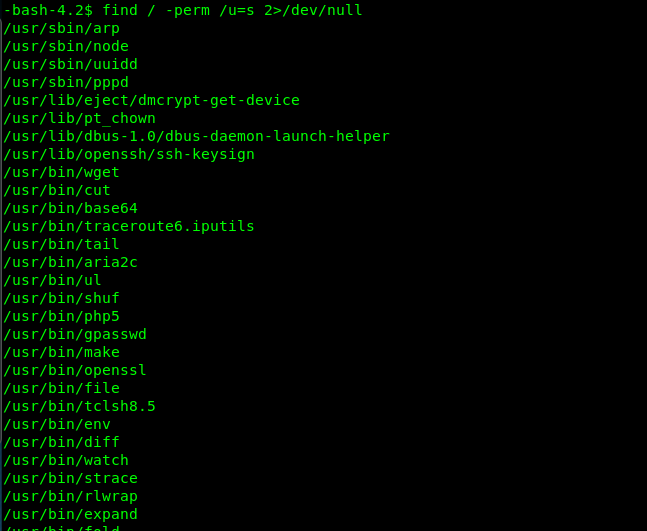 -bash-4.2$ find / -perm /u=s 2>/dev/null
/usr/sbin/arp
/usr/sbin/node
/usr/sbin/uuidd
/usr/sbin/pppd
/usr/lib/eject/dmcrypt-get-device
/usr/lib/pt_chown
/usr/lib/dbus-1.0/dbus-daemon-launch-helper
/usr/lib/openssh/ssh-keysign
/usr/bin/wget
/usr/bin/cut
/usr/bin/base64
/usr/bin/traceroute6.iputils
/usr/bin/tail
/usr/bin/aria2c
/usr/bin/ul
/usr/bin/shuf
/usr/bin/php5
/usr/bin/gpasswd
/usr/bin/make
/usr/bin/openssl
/usr/bin/file
/usr/bin/tclsh8.5
/usr/bin/env
/usr/bin/diff
/usr/bin/watch
/usr/bin/strace
/usr/bin/rlwrap
/usr/bin/expand
/usr/bin/fold